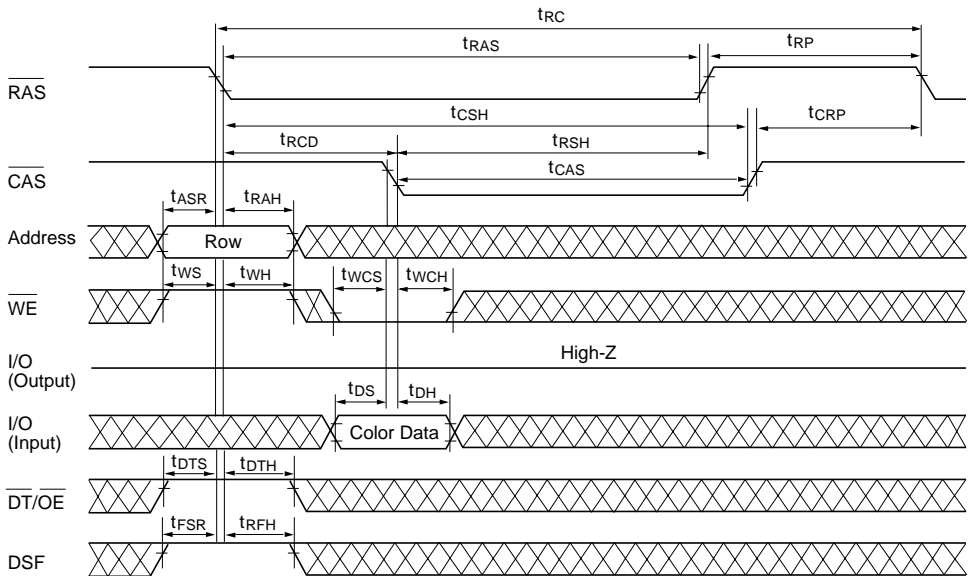 tRC
tRAS
tRP
RAS
tCSH
tCRP
tRCD
tRSH
CAS
tCAS
tASR
tRAH
Address
Row
tWS
tWH
tWCS
tWCH
WE
I/O
(Output)
High-Z
tDS
tDH
I/O
(Input)
Color Data
tDTS
tDTH
DT/OE
tFSR
tRFH
DSF